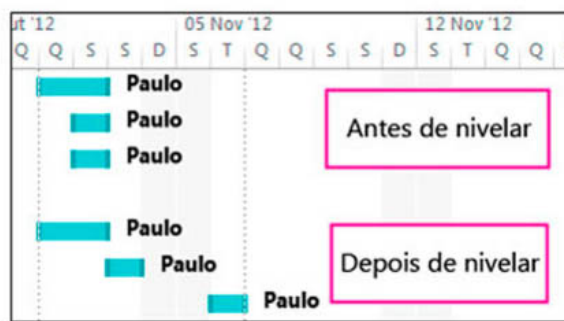 ut '12 05 Nov '12 12 Nov '12
Q Q S S D S T Q Q S S D S T Q Q
Paulo
Paulo
Paulo
Antes de nivelar
Paulo
Paulo
Paulo
Depois de nivelar